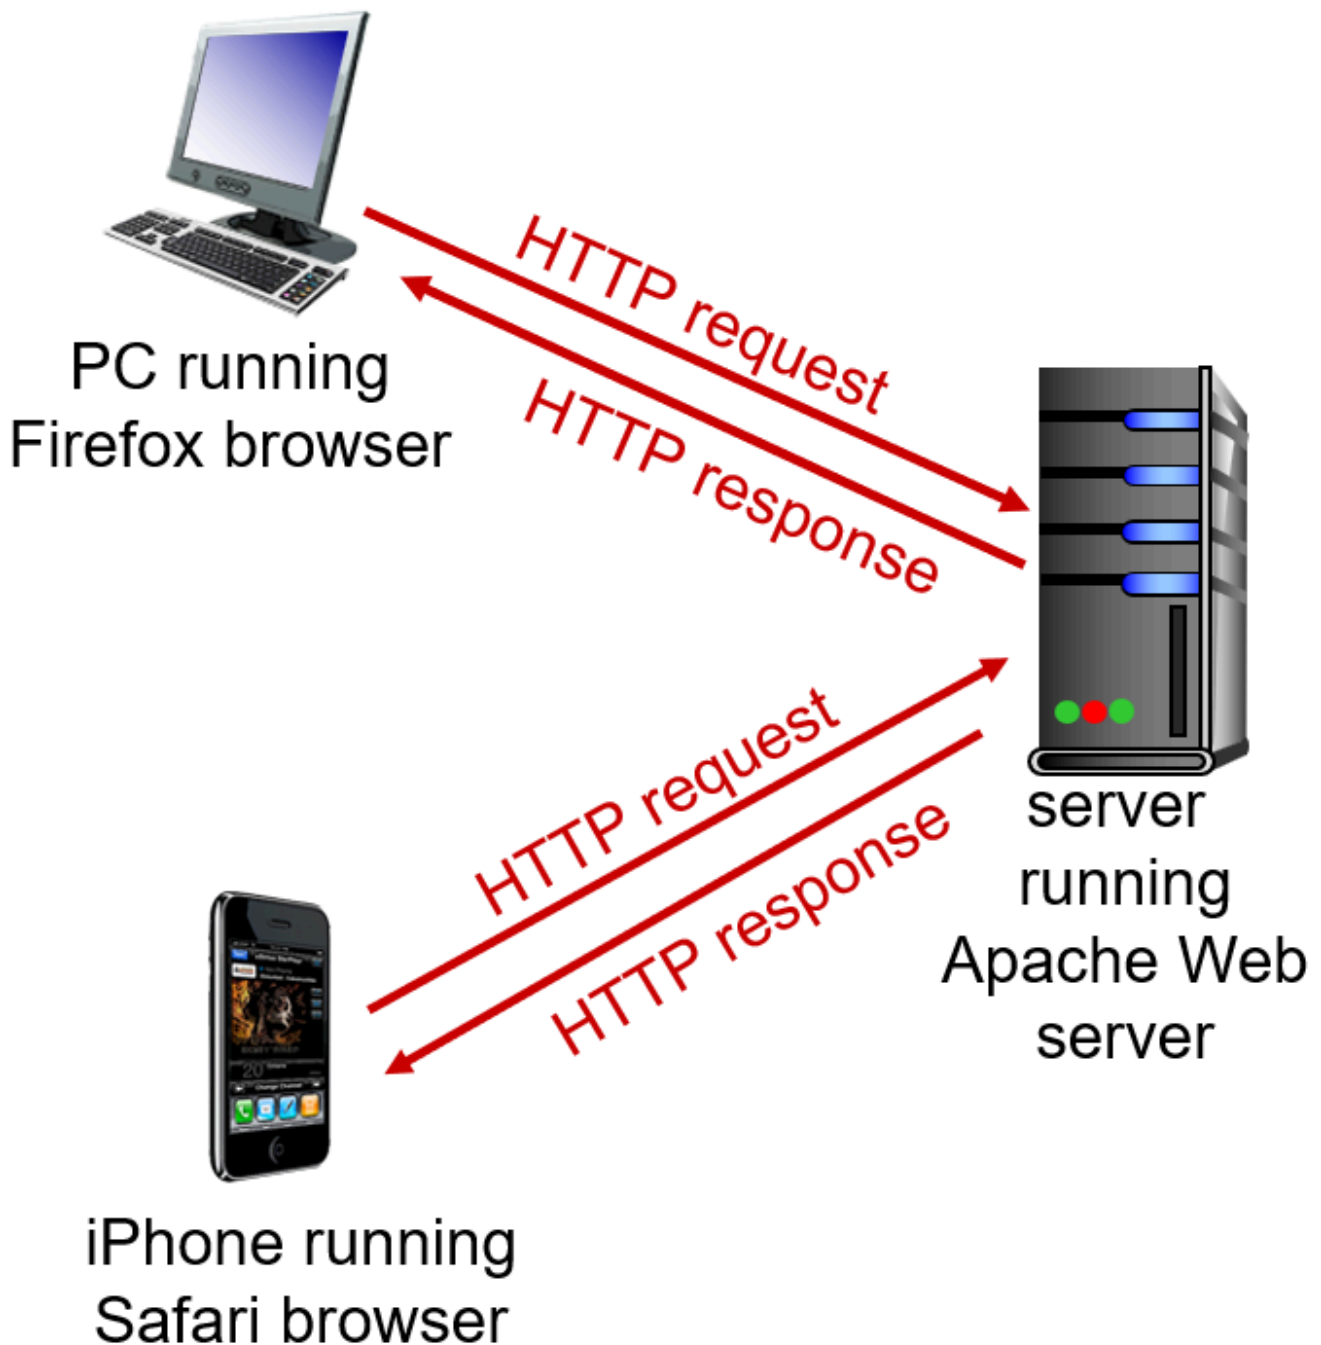 HTTP request
HTTP response
PC running
Firefox browser
HTTP request
HTTP response
server
running
Apache Web
server
iPhone running
Safari browser